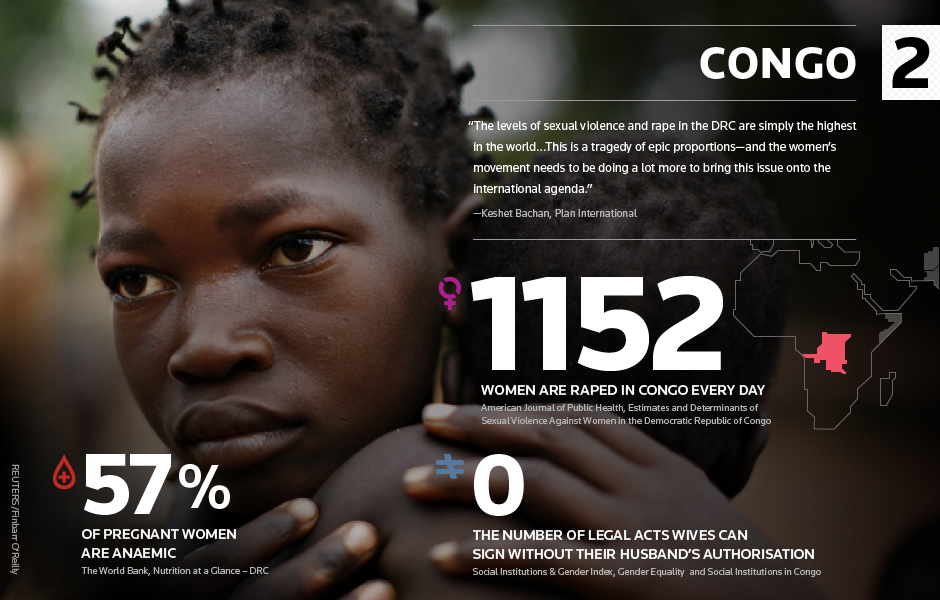 CONGO
2
“The levels of sexual violence and rape in the DRC are simply the highest
in the world...This is a tragedy of epic proportions—and the women’s
movement needs to be doing a lot more to bring this issue onto the
international agenda.”
—Keshet Bachan, Plan International
1152
WOMEN ARE RAPED IN CONGO EVERY DAY
American Journal of Public Health, Estimates and Determinants of
Sexual Violence Against Women in the Democratic Republic of Congo
57%
OF PREGNANT WOMEN
ARE ANAEMIC
The World Bank, Nutrition at a Glance – DRC
0
THE NUMBER OF LEGAL ACTS WIVES CAN
SIGN WITHOUT THEIR HUSBAND’S AUTHORISATION
Social Institutions & Gender Index, Gender Equality and Social Institutions in Congo
REUTERS/Finbarr O’Reilly